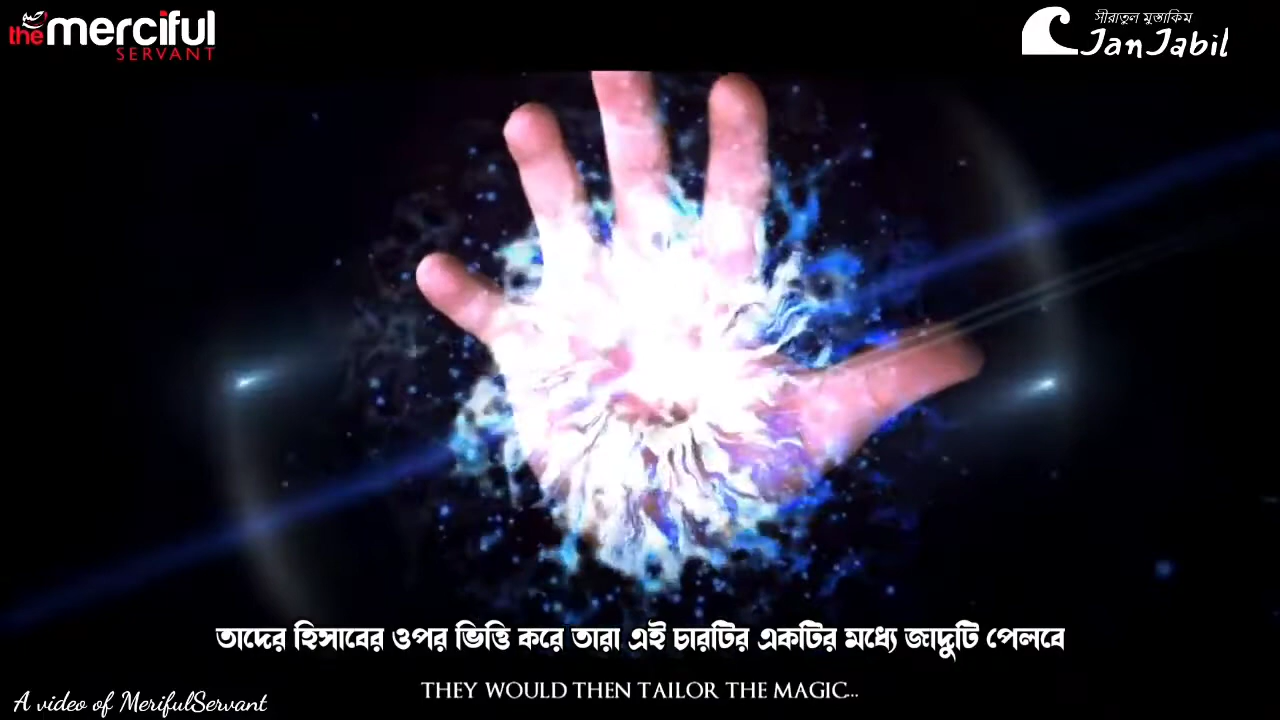 the merciful
SERVANT
সীরাতুল মুস্তাকিম
JanJabil
তাদের হিসাবের ওপর ভিত্তি করে তারা এই চারটির একটির মধ্যে জাদুটি পেলবে
THEY WOULD THEN TAILOR THE MAGIC...
A video of MerifulServant